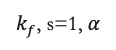 k_f, s=1, α